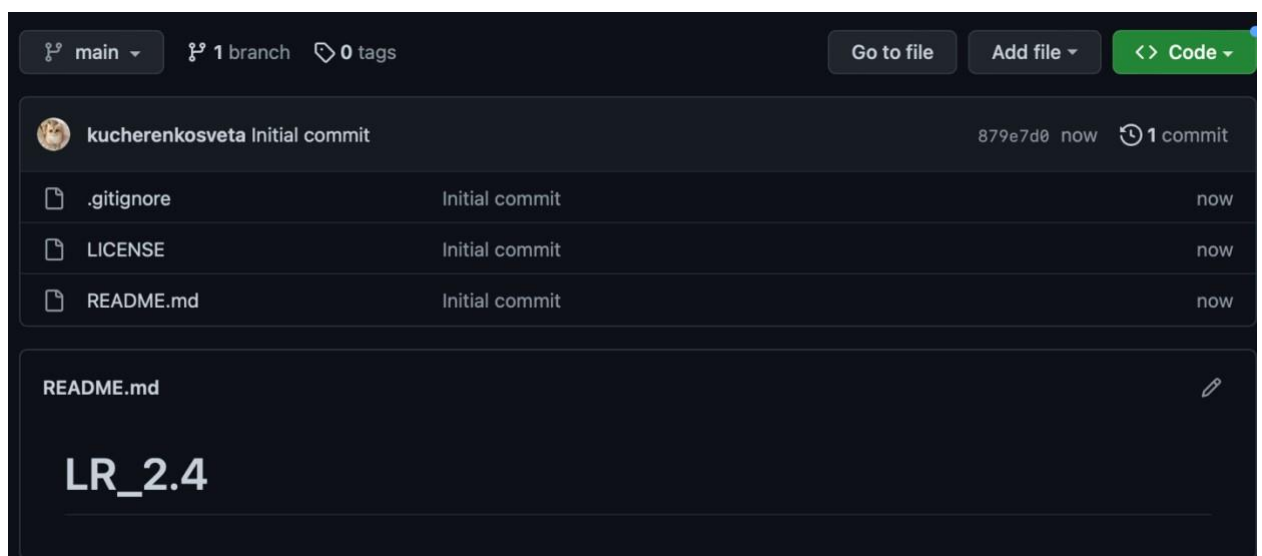 main 1 branch 0 tags Go to file Add file <> Code
kucherenkosveta Initial commit 879e7d0 now 1 commit
.gitignore Initial commit now
LICENSE Initial commit now
README.md Initial commit now
README.md
LR_2.4